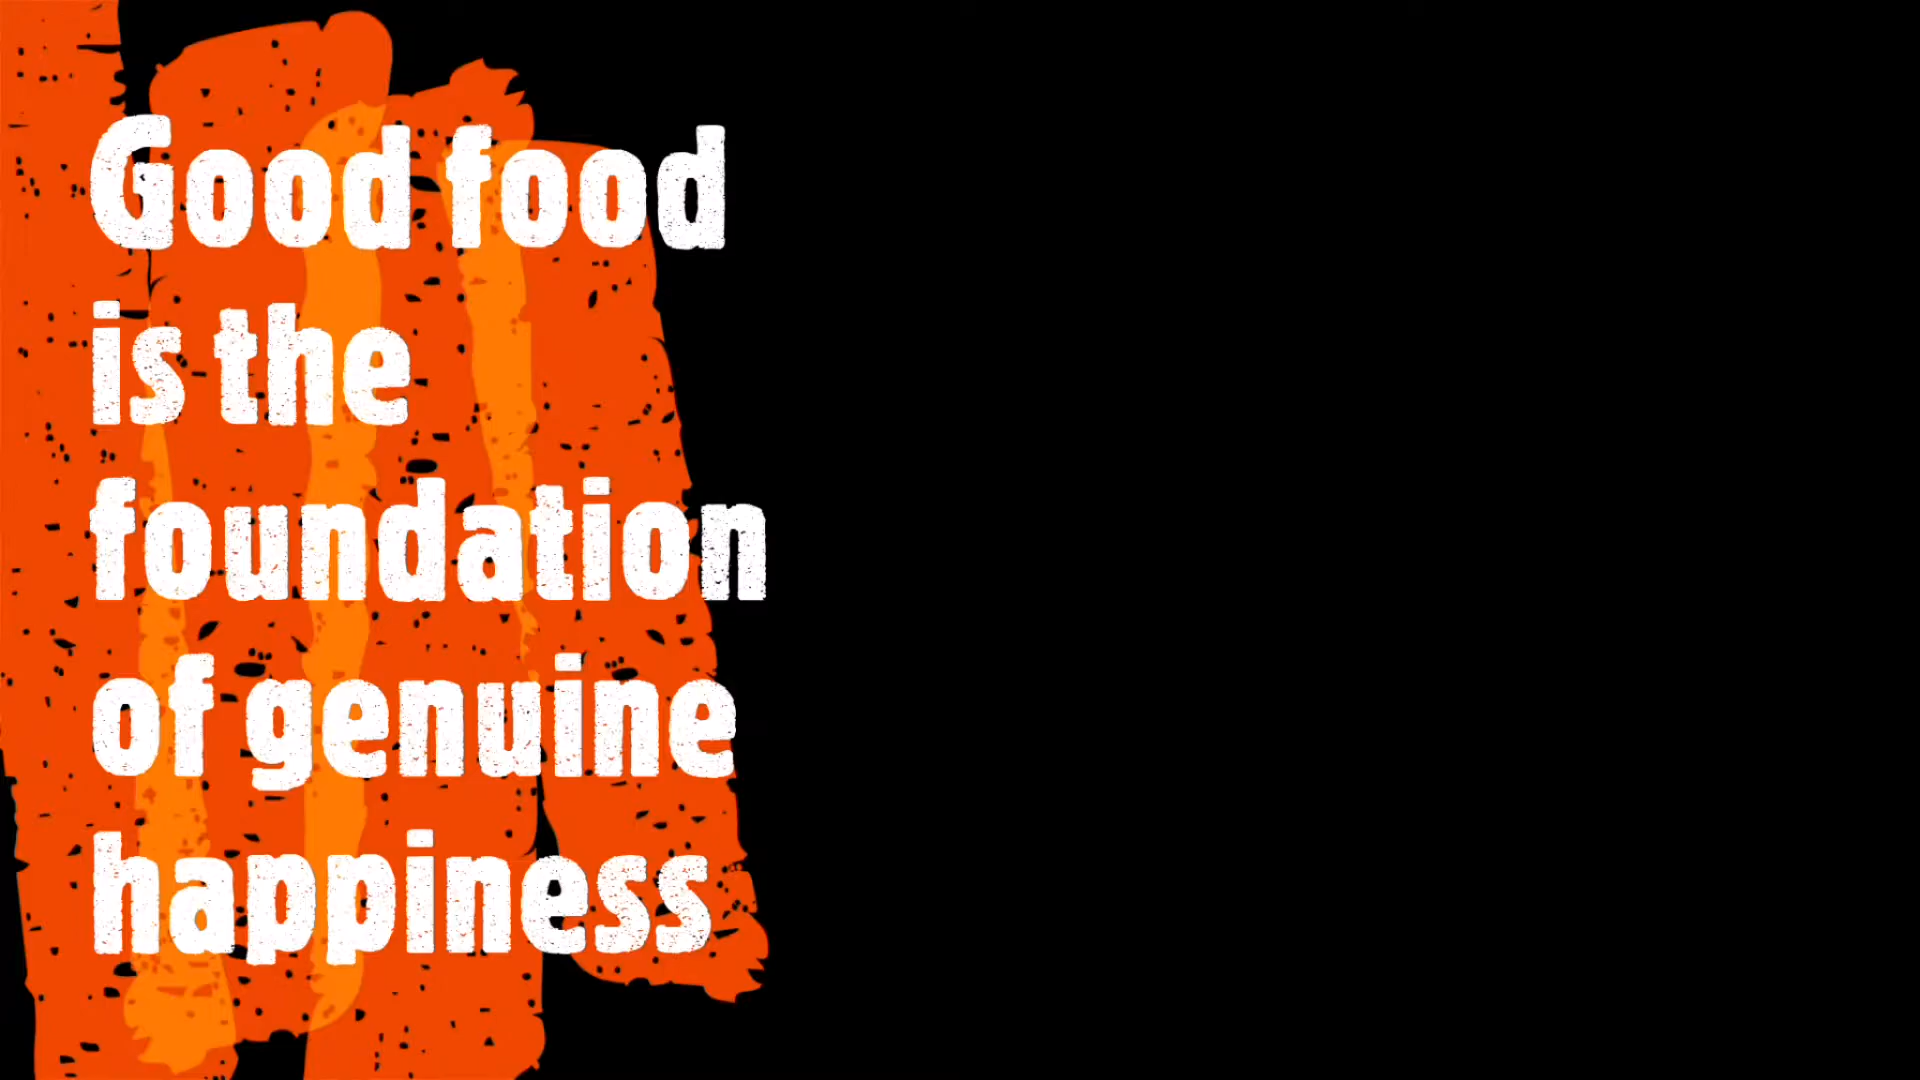 Good food
is the
foundation
of genuine
happiness